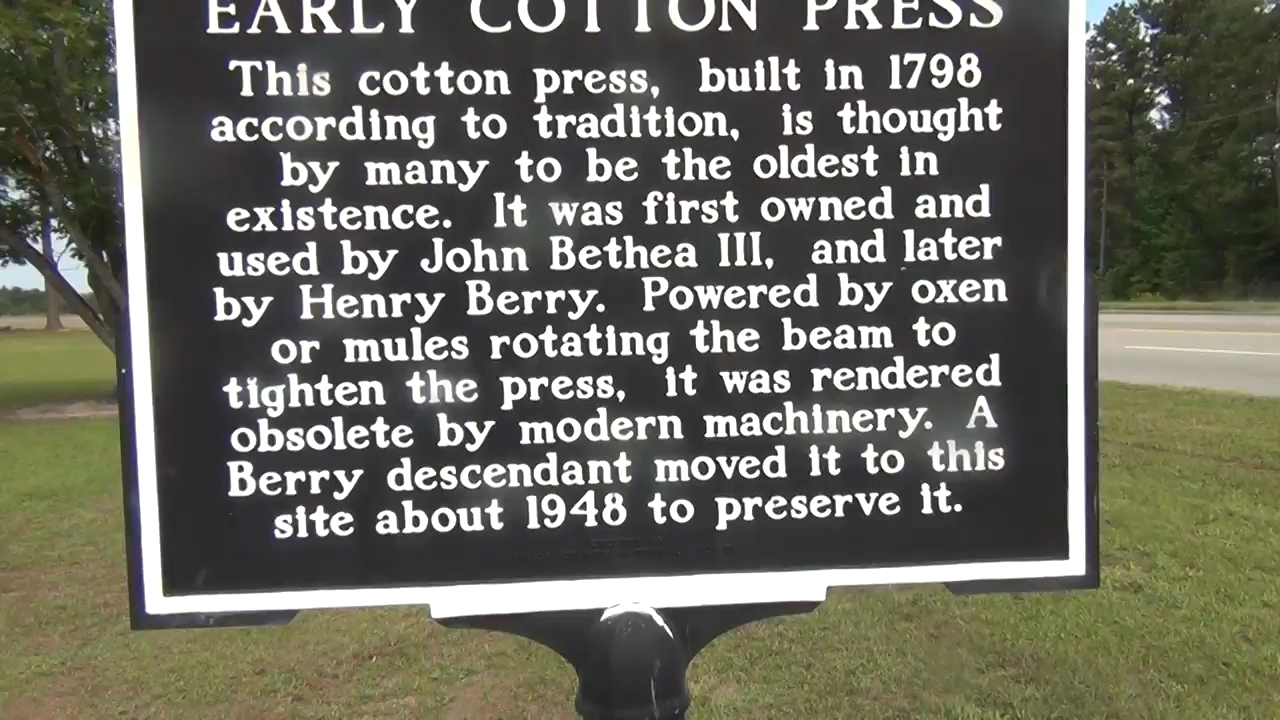 EARLY COTTON PRESS
This cotton press, built in 1798
according to tradition, is thought
by many to be the oldest in
existence. It was first owned and
used by John Bethea III, and later
by Henry Berry. Powered by oxen
or mules rotating the beam to
tighten the press, it was rendered
obsolete by modern machinery. A
Berry descendant moved it to this
site about 1948 to preserve it.